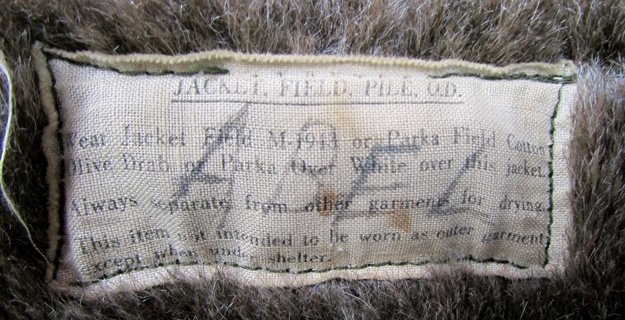 JACKET, FIELD, PILE, O.D.
Wear Jacket Field M-1943 or Parka Field Cotton
Olive Drab or Parka Over White over this jacket.
ABEL
Always separate from other garments for drying.
This item not intended to be worn as outer garment
except when under shelter.